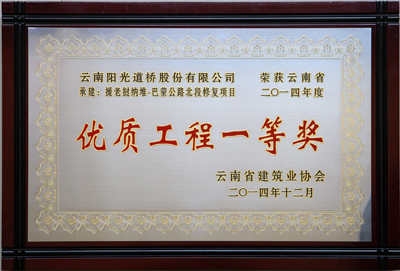 云南阳光道桥股份有限公司 荣获云南省
承建：援老挝纳堆-巴蒙公路北段修复项目 二〇一四年度
优质工程一等奖
云南省建筑业协会
二〇一四年十二月